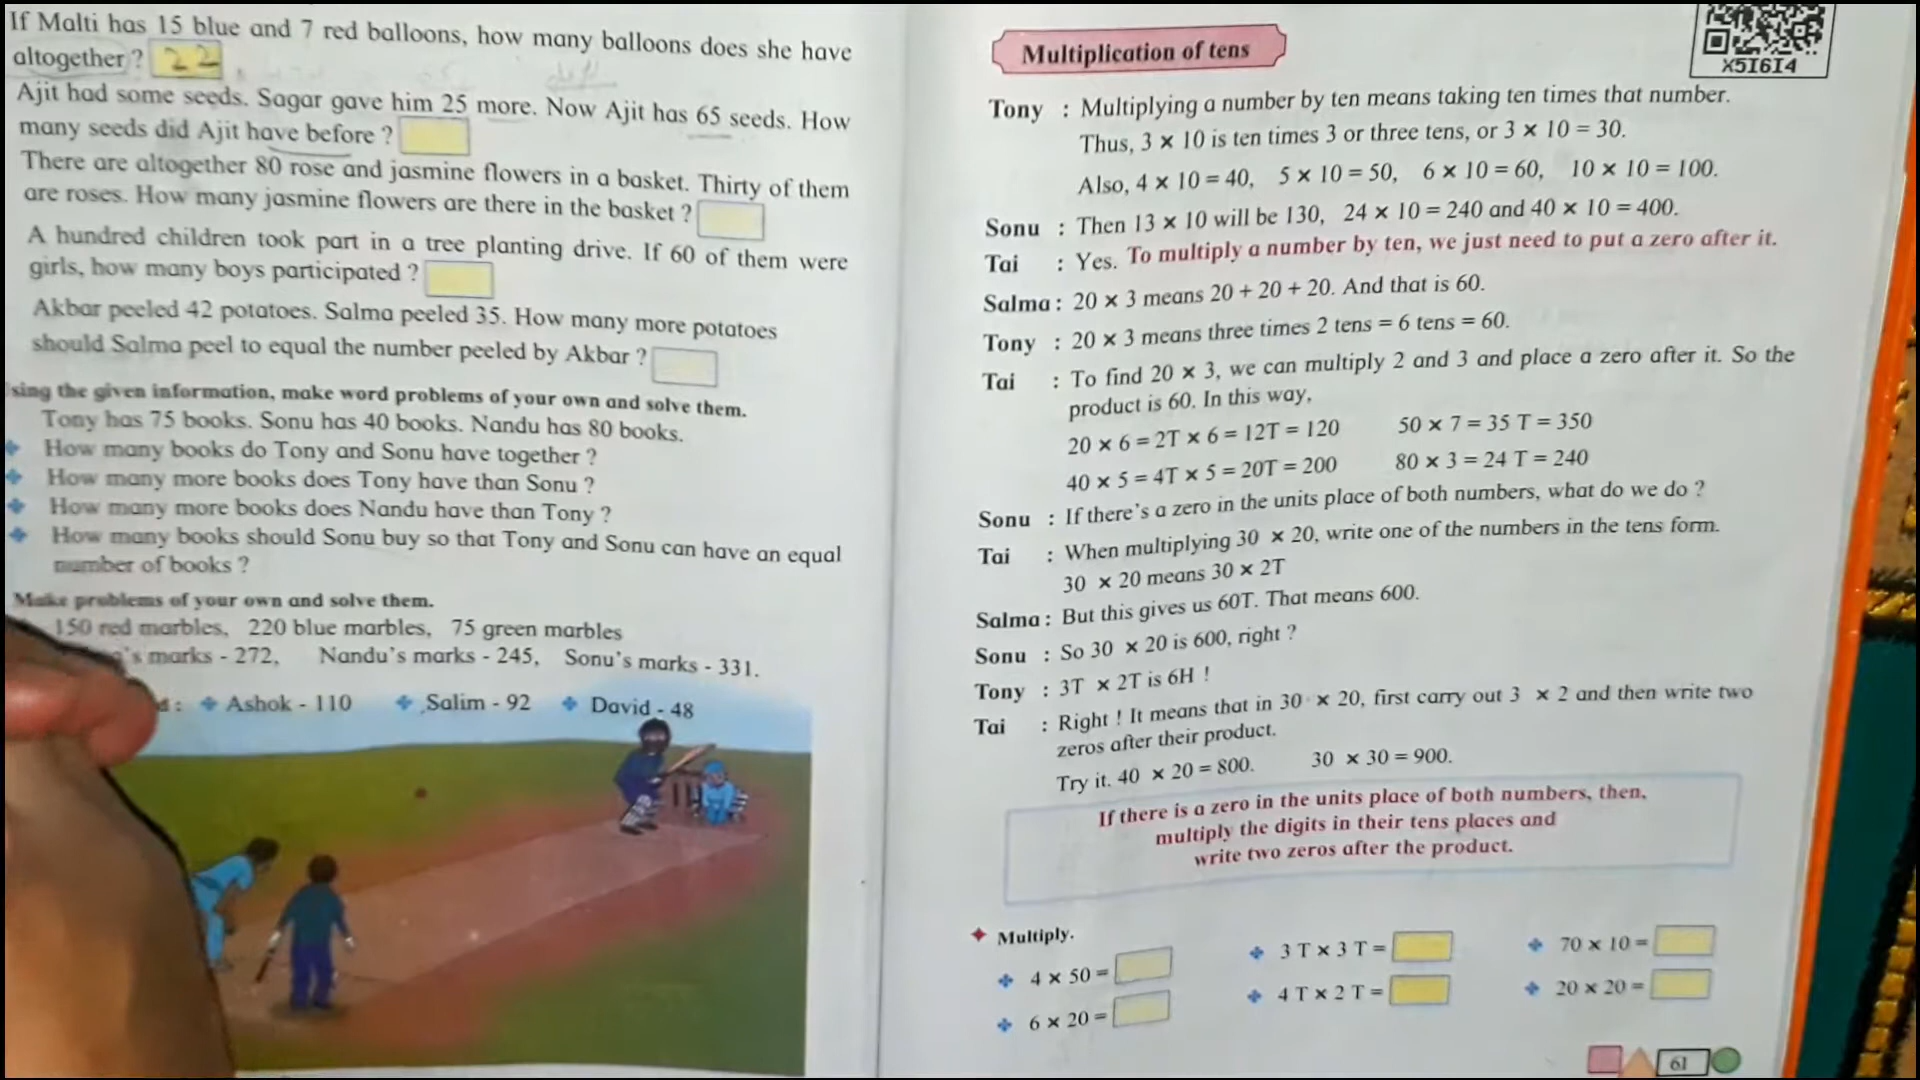 If Malti has 15 blue and 7 red balloons, how many balloons does she have
altogether ? 22
Ajit had some seeds. Sagar gave him 25 more. Now Ajit has 65 seeds. How
many seeds did Ajit have before ?
There are altogether 80 rose and jasmine flowers in a basket. Thirty of them
are roses. How many jasmine flowers are there in the basket ?
A hundred children took part in a tree planting drive. If 60 of them were
girls, how many boys participated ?
Akbar peeled 42 potatoes. Salma peeled 35. How many more potatoes
should Salma peel to equal the number peeled by Akbar ?
sing the given information, make word problems of your own and solve them.
Tony has 75 books. Sonu has 40 books. Nandu has 80 books.
How many books do Tony and Sonu have together ?
How many more books does Tony have than Sonu ?
How many more books does Nandu have than Tony ?
How many books should Sonu buy so that Tony and Sonu can have an equal
number of books ?
Make problems of your own and solve them.
150 red marbles, 220 blue marbles, 75 green marbles
's marks - 272, Nandu's marks - 245, Sonu's marks - 331.
: Ashok - 110 Salim - 92 David - 48
Multiplication of tens
X5I6I4
Tony : Multiplying a number by ten means taking ten times that number.
Thus, 3 × 10 is ten times 3 or three tens, or 3 × 10 = 30.
Also, 4 × 10 = 40, 5 × 10 = 50, 6 × 10 = 60, 10 × 10 = 100.
Sonu : Then 13 × 10 will be 130, 24 × 10 = 240 and 40 × 10 = 400.
Tai : Yes. To multiply a number by ten, we just need to put a zero after it.
Salma : 20 × 3 means 20 + 20 + 20. And that is 60.
Tony : 20 × 3 means three times 2 tens = 6 tens = 60.
Tai : To find 20 × 3, we can multiply 2 and 3 and place a zero after it. So the
product is 60. In this way,
20 × 6 = 2T × 6 = 12T = 120 50 × 7 = 35 T = 350
40 × 5 = 4T × 5 = 20T = 200 80 × 3 = 24 T = 240
Sonu : If there's a zero in the units place of both numbers, what do we do ?
Tai : When multiplying 30 × 20, write one of the numbers in the tens form.
30 × 20 means 30 × 2T
Salma : But this gives us 60T. That means 600.
Sonu : So 30 × 20 is 600, right ?
Tony : 3T × 2T is 6H !
Tai : Right ! It means that in 30 × 20, first carry out 3 × 2 and then write two
zeros after their product.
Try it. 40 × 20 = 800. 30 × 30 = 900.
If there is a zero in the units place of both numbers, then,
multiply the digits in their tens places and
write two zeros after the product.
Multiply.
4 × 50 = 3 T × 3 T = 70 × 10 =
6 × 20 = 4 T × 2 T = 20 × 20 =
61